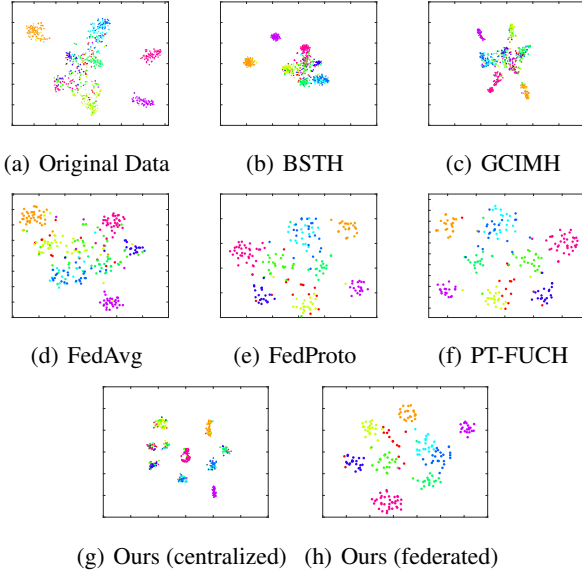 (a) Original Data (b) BSTH (c) GCIMH
(d) FedAvg (e) FedProto (f) PT-FUCH
(g) Ours (centralized) (h) Ours (federated)